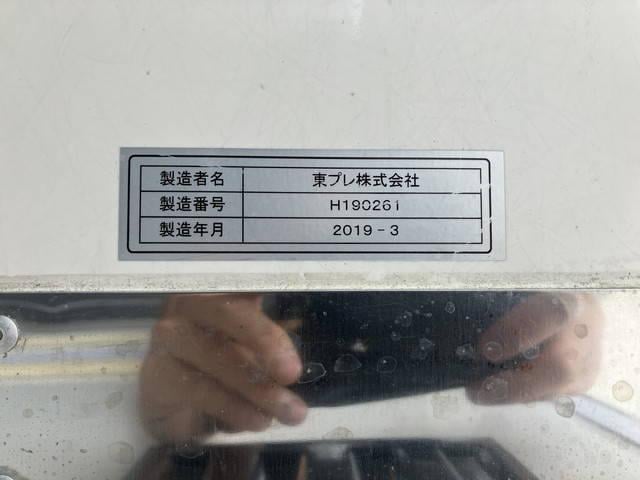 製造者名 東プレ株式会社
製造番号 H190261
製造年月 2019-3